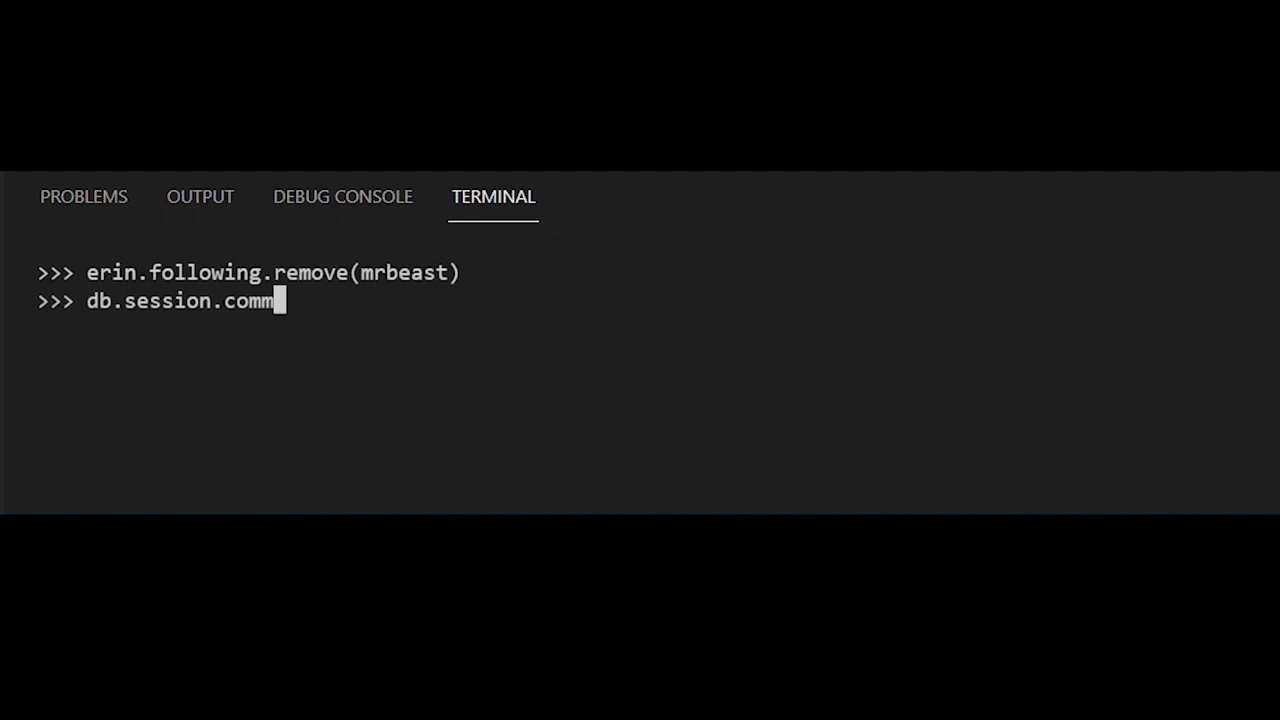 PROBLEMS OUTPUT DEBUG CONSOLE TERMINAL
>>> erin.following.remove(mrbeast)
>>> db.session.comm